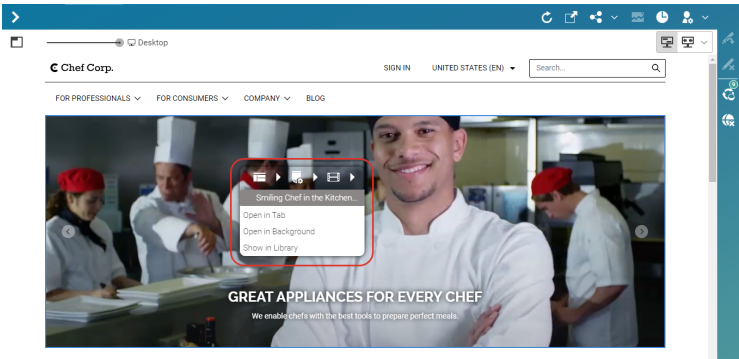 Desktop
Chef Corp.
SIGN IN UNITED STATES (EN) Search...
FOR PROFESSIONALS FOR CONSUMERS COMPANY BLOG
Smiling Chef in the Kitchen...
Open in Tab
Open in Background
Show in Library
GREAT APPLIANCES FOR EVERY CHEF
We enable chefs with the best tools to prepare perfect meals.